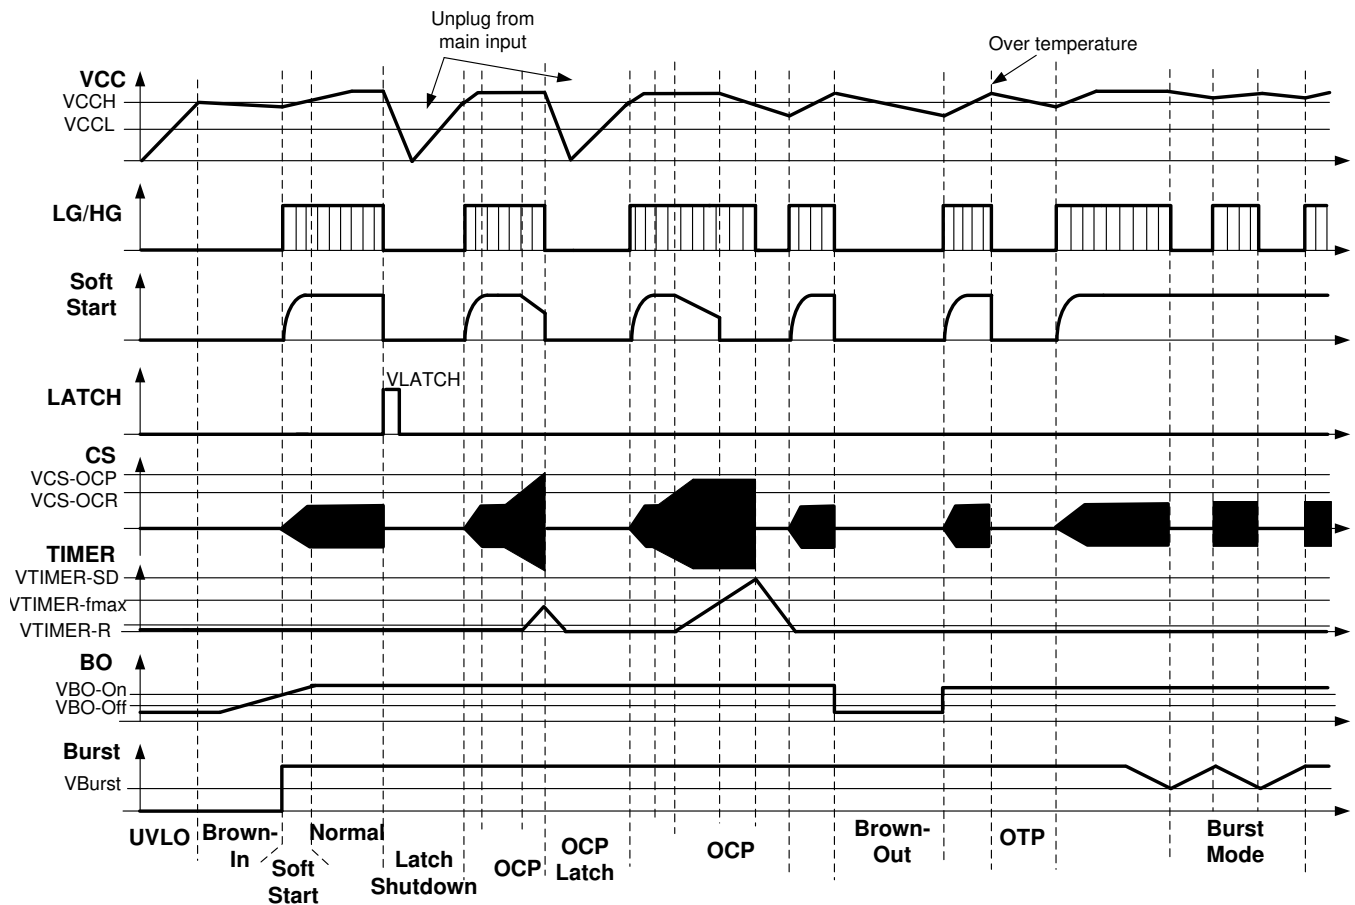 Unplug from
main input
Over temperature
VCC
VCCH
VCCL
LG/HG
Soft
Start
LATCH
VLATCH
CS
VCS-OCP
VCS-OCR
TIMER
VTIMER-SD
VTIMER-fmax
VTIMER-R
BO
VBO-On
VBO-Off
Burst
VBurst
UVLO
Brown-
In
Soft
Start
Normal
Latch
Shutdown
OCP
OCP
Latch
OCP
Brown-
Out
OTP
Burst
Mode